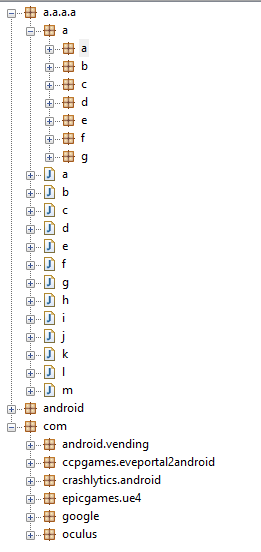 a.a.a.a
a
a
b
c
d
e
f
g
a
b
c
d
e
f
g
h
i
j
k
l
m
android
com
android.vending
ccpgames.eveportal2android
crashlytics.android
epicgames.ue4
google
oculus